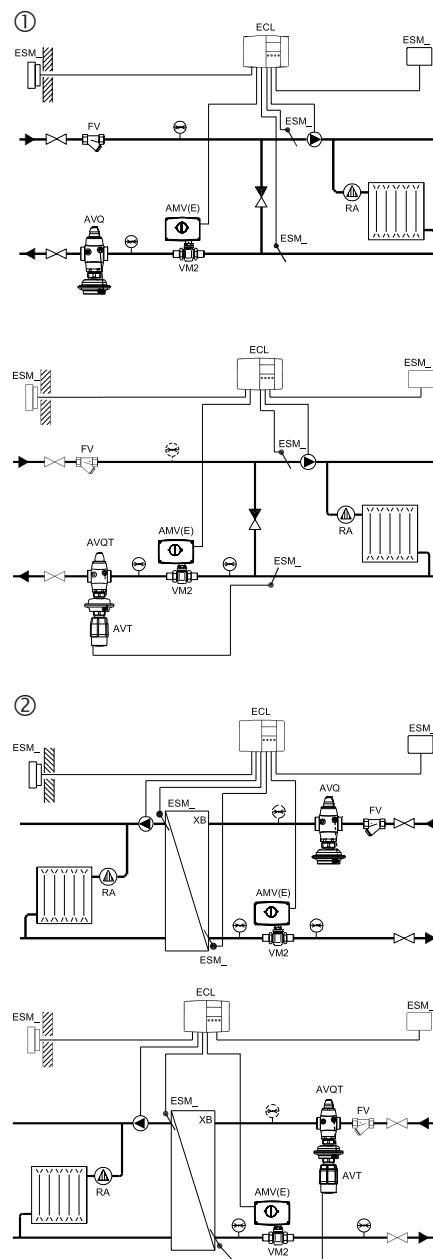 ①
ECL
ESM_ ESM_
FV ESM_
RA
AMV(E)
AVQ ESM_
VM2
ECL
ESM_ ESM_
FV ESM_
RA
AMV(E)
AVQT ESM_
VM2
AVT
②
ECL
ESM_ ESM_
ESM_ AVQ FV
XB
RA AMV(E)
VM2
ESM_
ECL
ESM_ ESM_
ESM_ AVQT FV
XB
AVT
RA AMV(E)
VM2